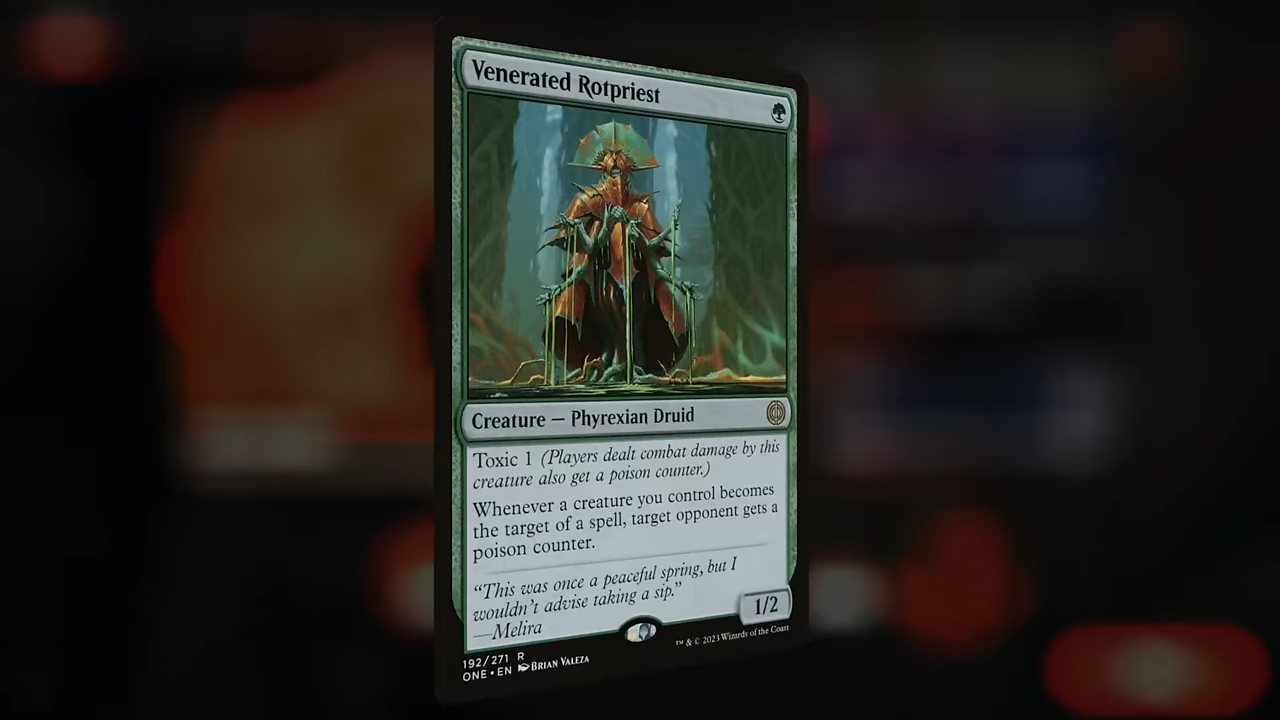 Venerated Rotpriest
Creature — Phyrexian Druid
Toxic 1 (Players dealt combat damage by this
creature also get a poison counter.)
Whenever a creature you control becomes
the target of a spell, target opponent gets a
poison counter.
“This was once a peaceful spring, but I
wouldn’t advise taking a sip.”
—Melira
1/2
192/271 R
ONE • EN BRIAN VALEZA
™ & © 2023 Wizards of the Coast